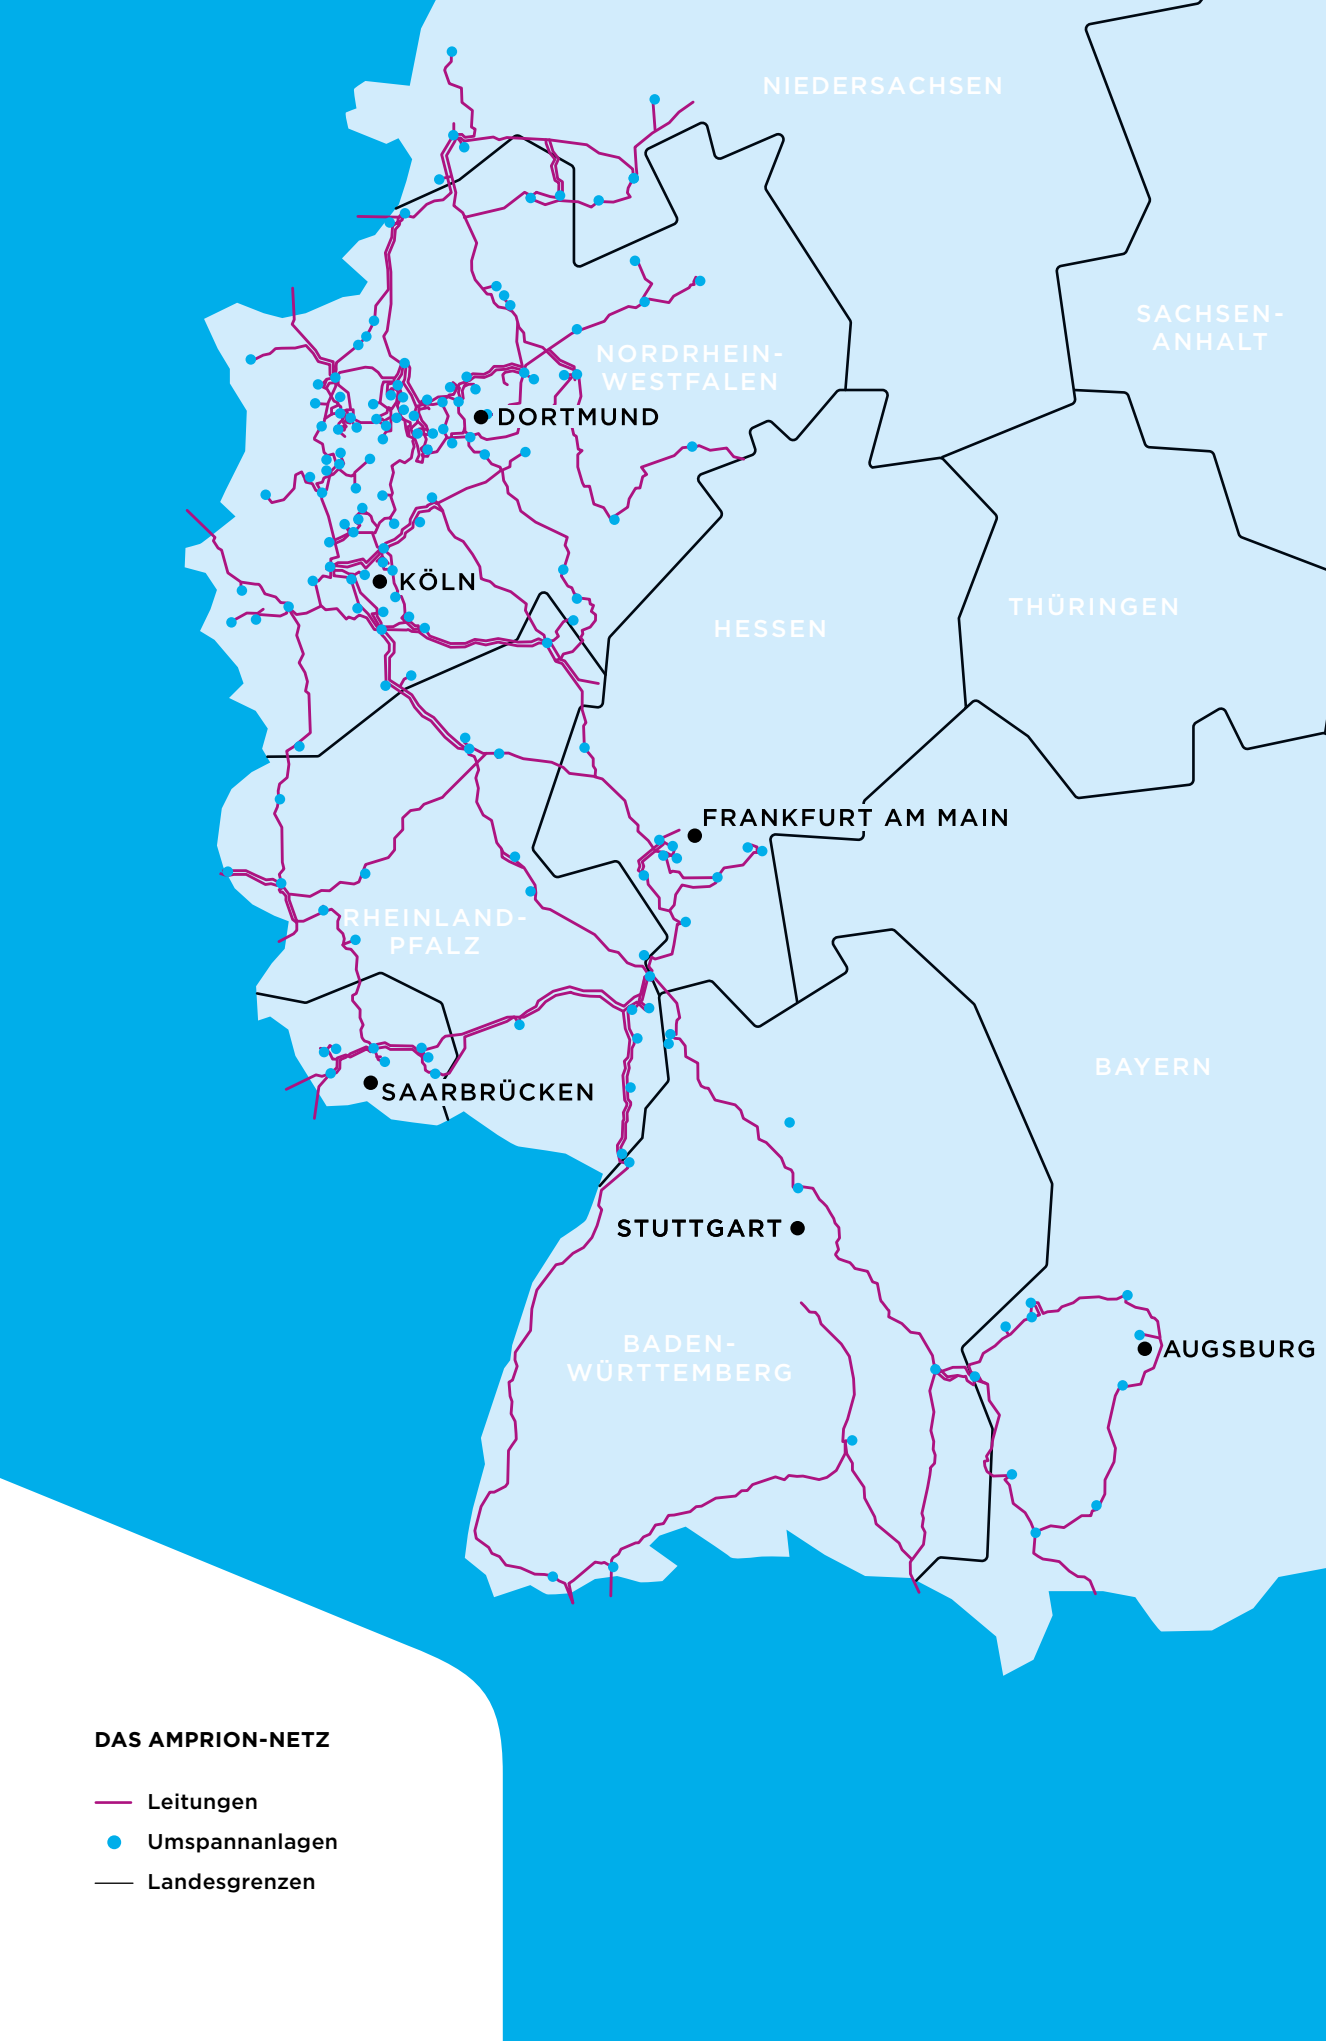 NIEDERSACHSEN
SACHSEN-
ANHALT
NORDRHEIN-
WESTFALEN
DORTMUND
KÖLN
THÜRINGEN
HESSEN
FRANKFURT AM MAIN
RHEINLAND-
PFALZ
BAYERN
SAARBRÜCKEN
STUTTGART
BADEN-
WÜRTTEMBERG
AUGSBURG
DAS AMPRION-NETZ
Leitungen
Umspannanlagen
Landesgrenzen